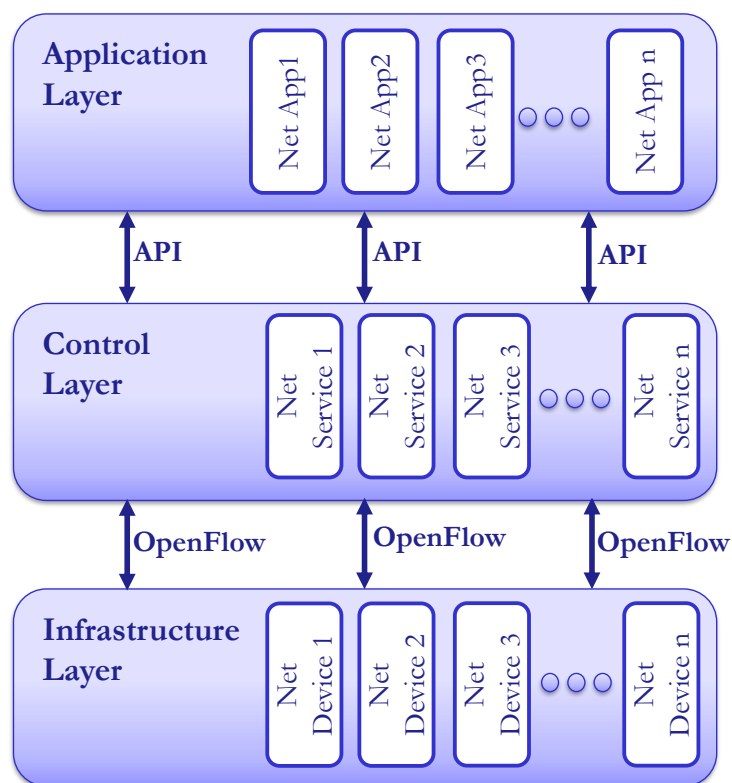 Application
Layer
Net App1
Net App2
Net App3
Net App n
API
API
API
Control
Layer
Net
Service 1
Net
Service 2
Net
Service 3
Net
Service n
OpenFlow
OpenFlow
OpenFlow
Infrastructure
Layer
Net
Device 1
Net
Device 2
Net
Device 3
Net
Device n